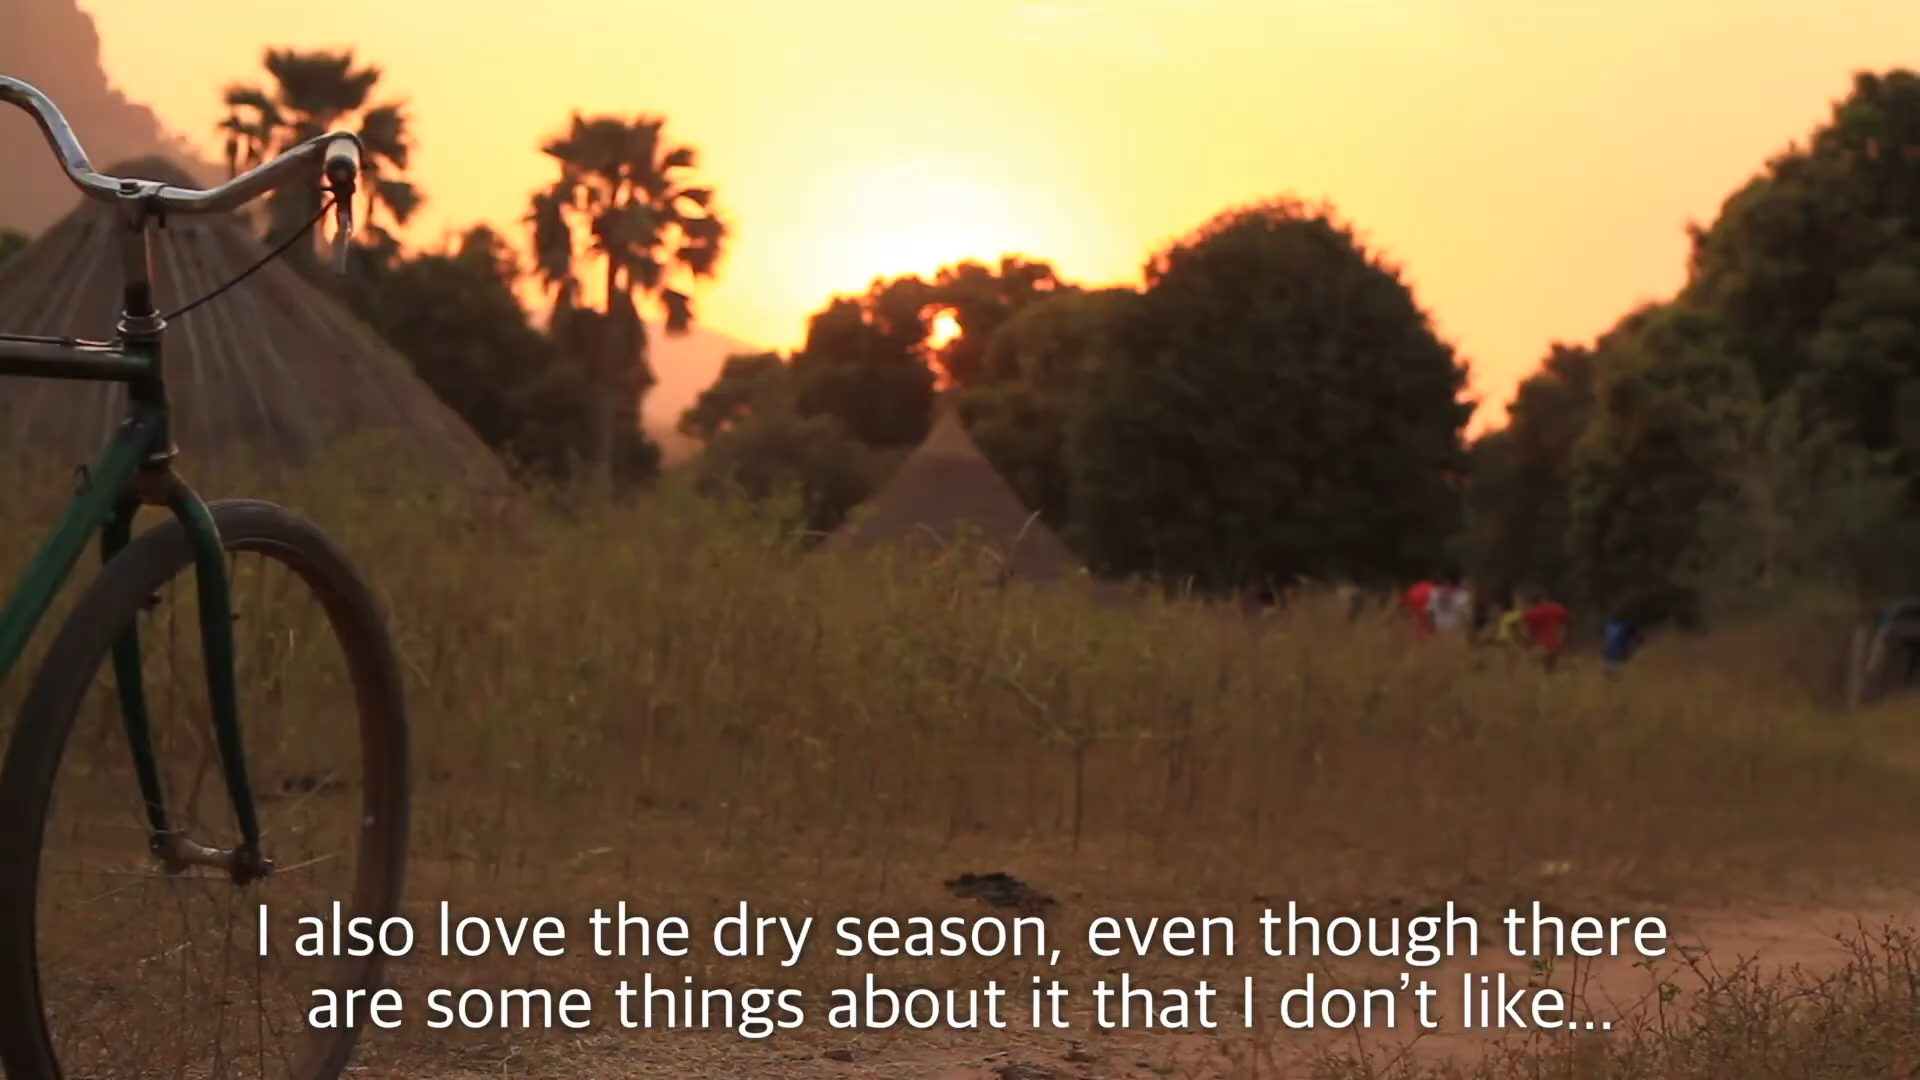 I also love the dry season, even though there
are some things about it that I don’t like...